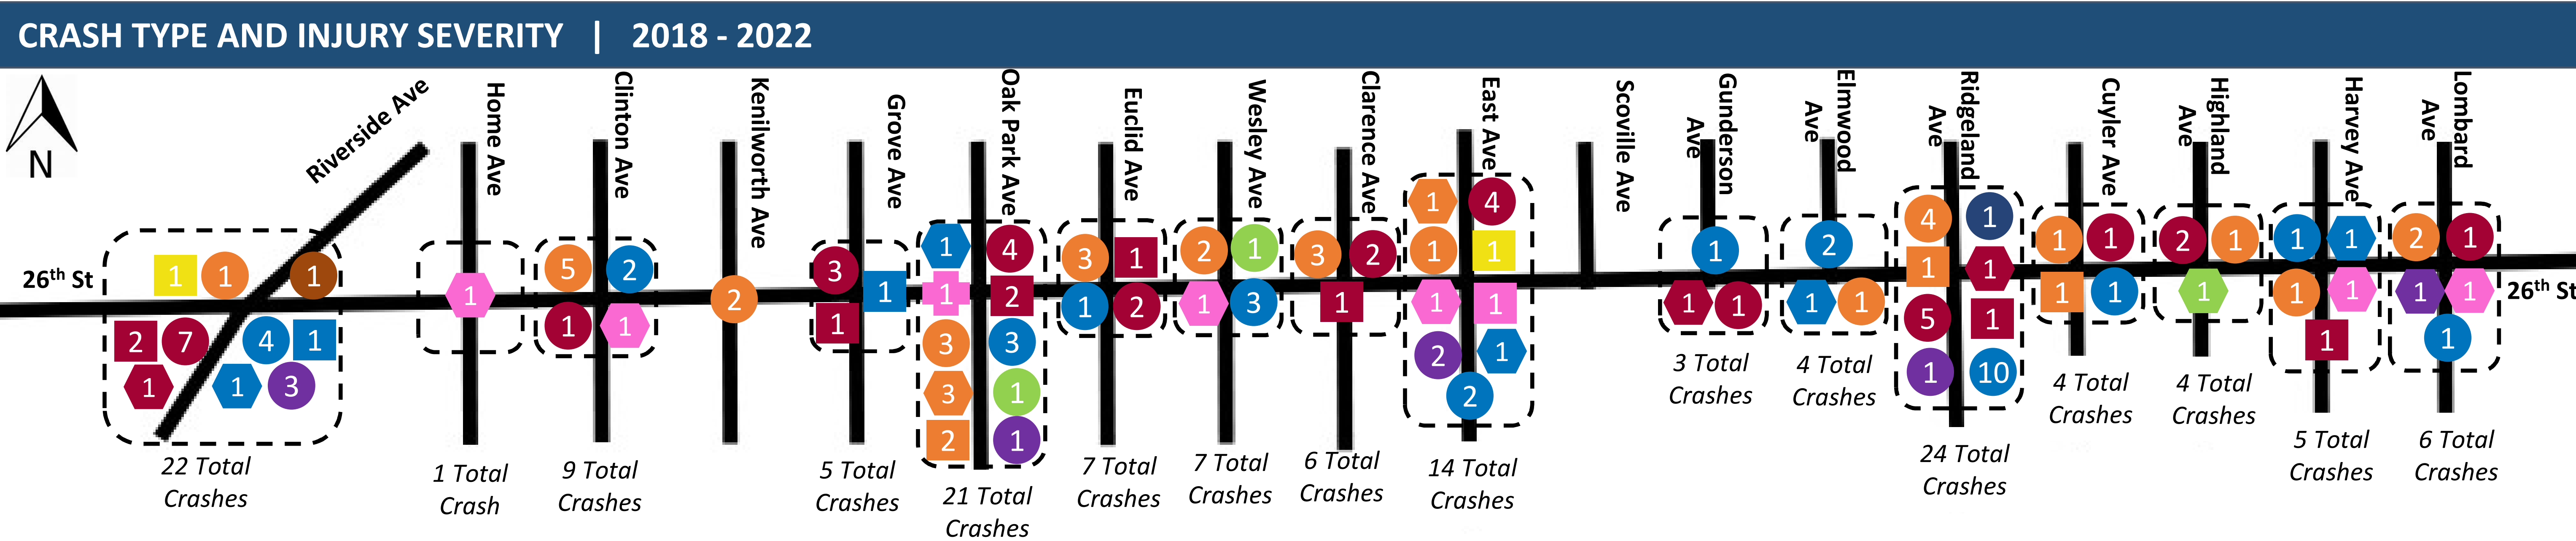 CRASH TYPE AND INJURY SEVERITY | 2018 - 2022
N
26th St
Riverside Ave
1 1 1
2 7 4 1
1 1 3
22 Total
Crashes
Home Ave
1
1 Total
Crash
Clinton Ave
5 2
1 1
9 Total
Crashes
Kenilworth Ave
2
Grove Ave
3 1
1
5 Total
Crashes
Oak Park Ave
1 4
1 2
3 3
3 1
2 1
21 Total
Crashes
Euclid Ave
3 1
1 2
7 Total
Crashes
Wesley Ave
2 1
1 3
7 Total
Crashes
Clarence Ave
3 2
1
6 Total
Crashes
East Ave
1 4
1 1
1 1
2 1
2
14 Total
Crashes
Scoville Ave
Gunderson
Ave
1
1 1
3 Total
Crashes
Elmwood
Ave
2
1 1
4 Total
Crashes
Ridgeland
Ave
4 1
1 1
5 1
1 10
24 Total
Crashes
Cuyler Ave
1 1
1 1
4 Total
Crashes
Highland
Ave
2 1
1
4 Total
Crashes
Harvey Ave
1 1
1 1
1
5 Total
Crashes
Lombard
Ave
2 1
1 1
1
6 Total
Crashes
26th St